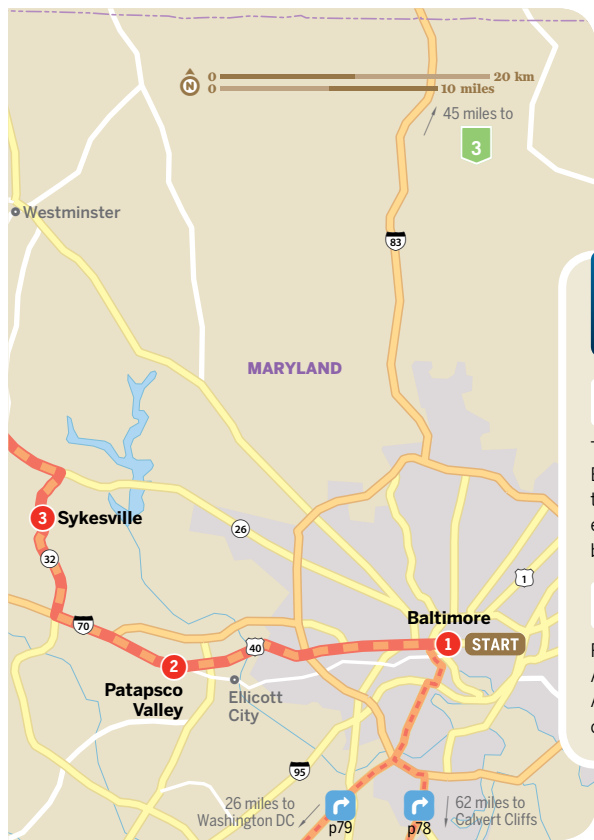 0 20 km
N
0 10 miles
45 miles to
3
Westminster
83
MARYLAND
3 Sykesville
26
32
1
70
Baltimore
40
1 START
2
Patapsco
Valley
Ellicott
City
95
26 miles to
Washington DC
p79
p78
62 miles to
Calvert Cliffs